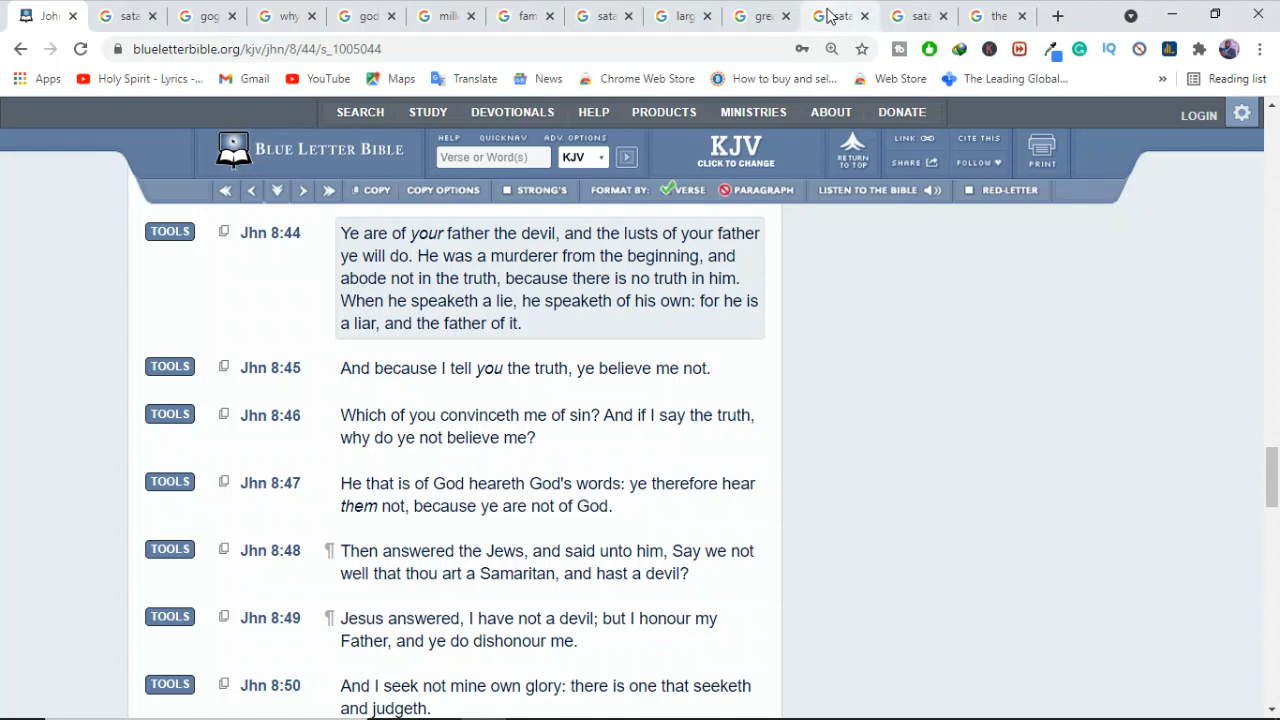 John
sata
gog
why
god
milk
fam
sata
larg
grea
sata
sata
the
blueletterbible.org/kjv/jhn/8/44/s_1005044
Apps
Holy Spirit - Lyrics -...
Gmail
YouTube
Maps
Translate
News
Chrome Web Store
How to buy and sel...
Web Store
The Leading Global...
»
Reading list
SEARCH
STUDY
DEVOTIONALS
HELP
PRODUCTS
MINISTRIES
ABOUT
DONATE
LOGIN
BLUE LETTER BIBLE
HELP QUICKNAV ADV. OPTIONS
Verse or Word(s)
KJV
KJV
CLICK TO CHANGE
RETURN
TO TOP
LINK
CITE THIS
SHARE
FOLLOW
PRINT
COPY
COPY OPTIONS
STRONG'S
FORMAT BY:
VERSE
PARAGRAPH
LISTEN TO THE BIBLE
RED-LETTER
TOOLS Jhn 8:44 Ye are of your father the devil, and the lusts of your father
ye will do. He was a murderer from the beginning, and
abode not in the truth, because there is no truth in him.
When he speaketh a lie, he speaketh of his own: for he is
a liar, and the father of it.
TOOLS Jhn 8:45 And because I tell you the truth, ye believe me not.
TOOLS Jhn 8:46 Which of you convinceth me of sin? And if I say the truth,
why do ye not believe me?
TOOLS Jhn 8:47 He that is of God heareth God's words: ye therefore hear
them not, because ye are not of God.
TOOLS Jhn 8:48 ¶ Then answered the Jews, and said unto him, Say we not
well that thou art a Samaritan, and hast a devil?
TOOLS Jhn 8:49 ¶ Jesus answered, I have not a devil; but I honour my
Father, and ye do dishonour me.
TOOLS Jhn 8:50 And I seek not mine own glory: there is one that seeketh
and judgeth.